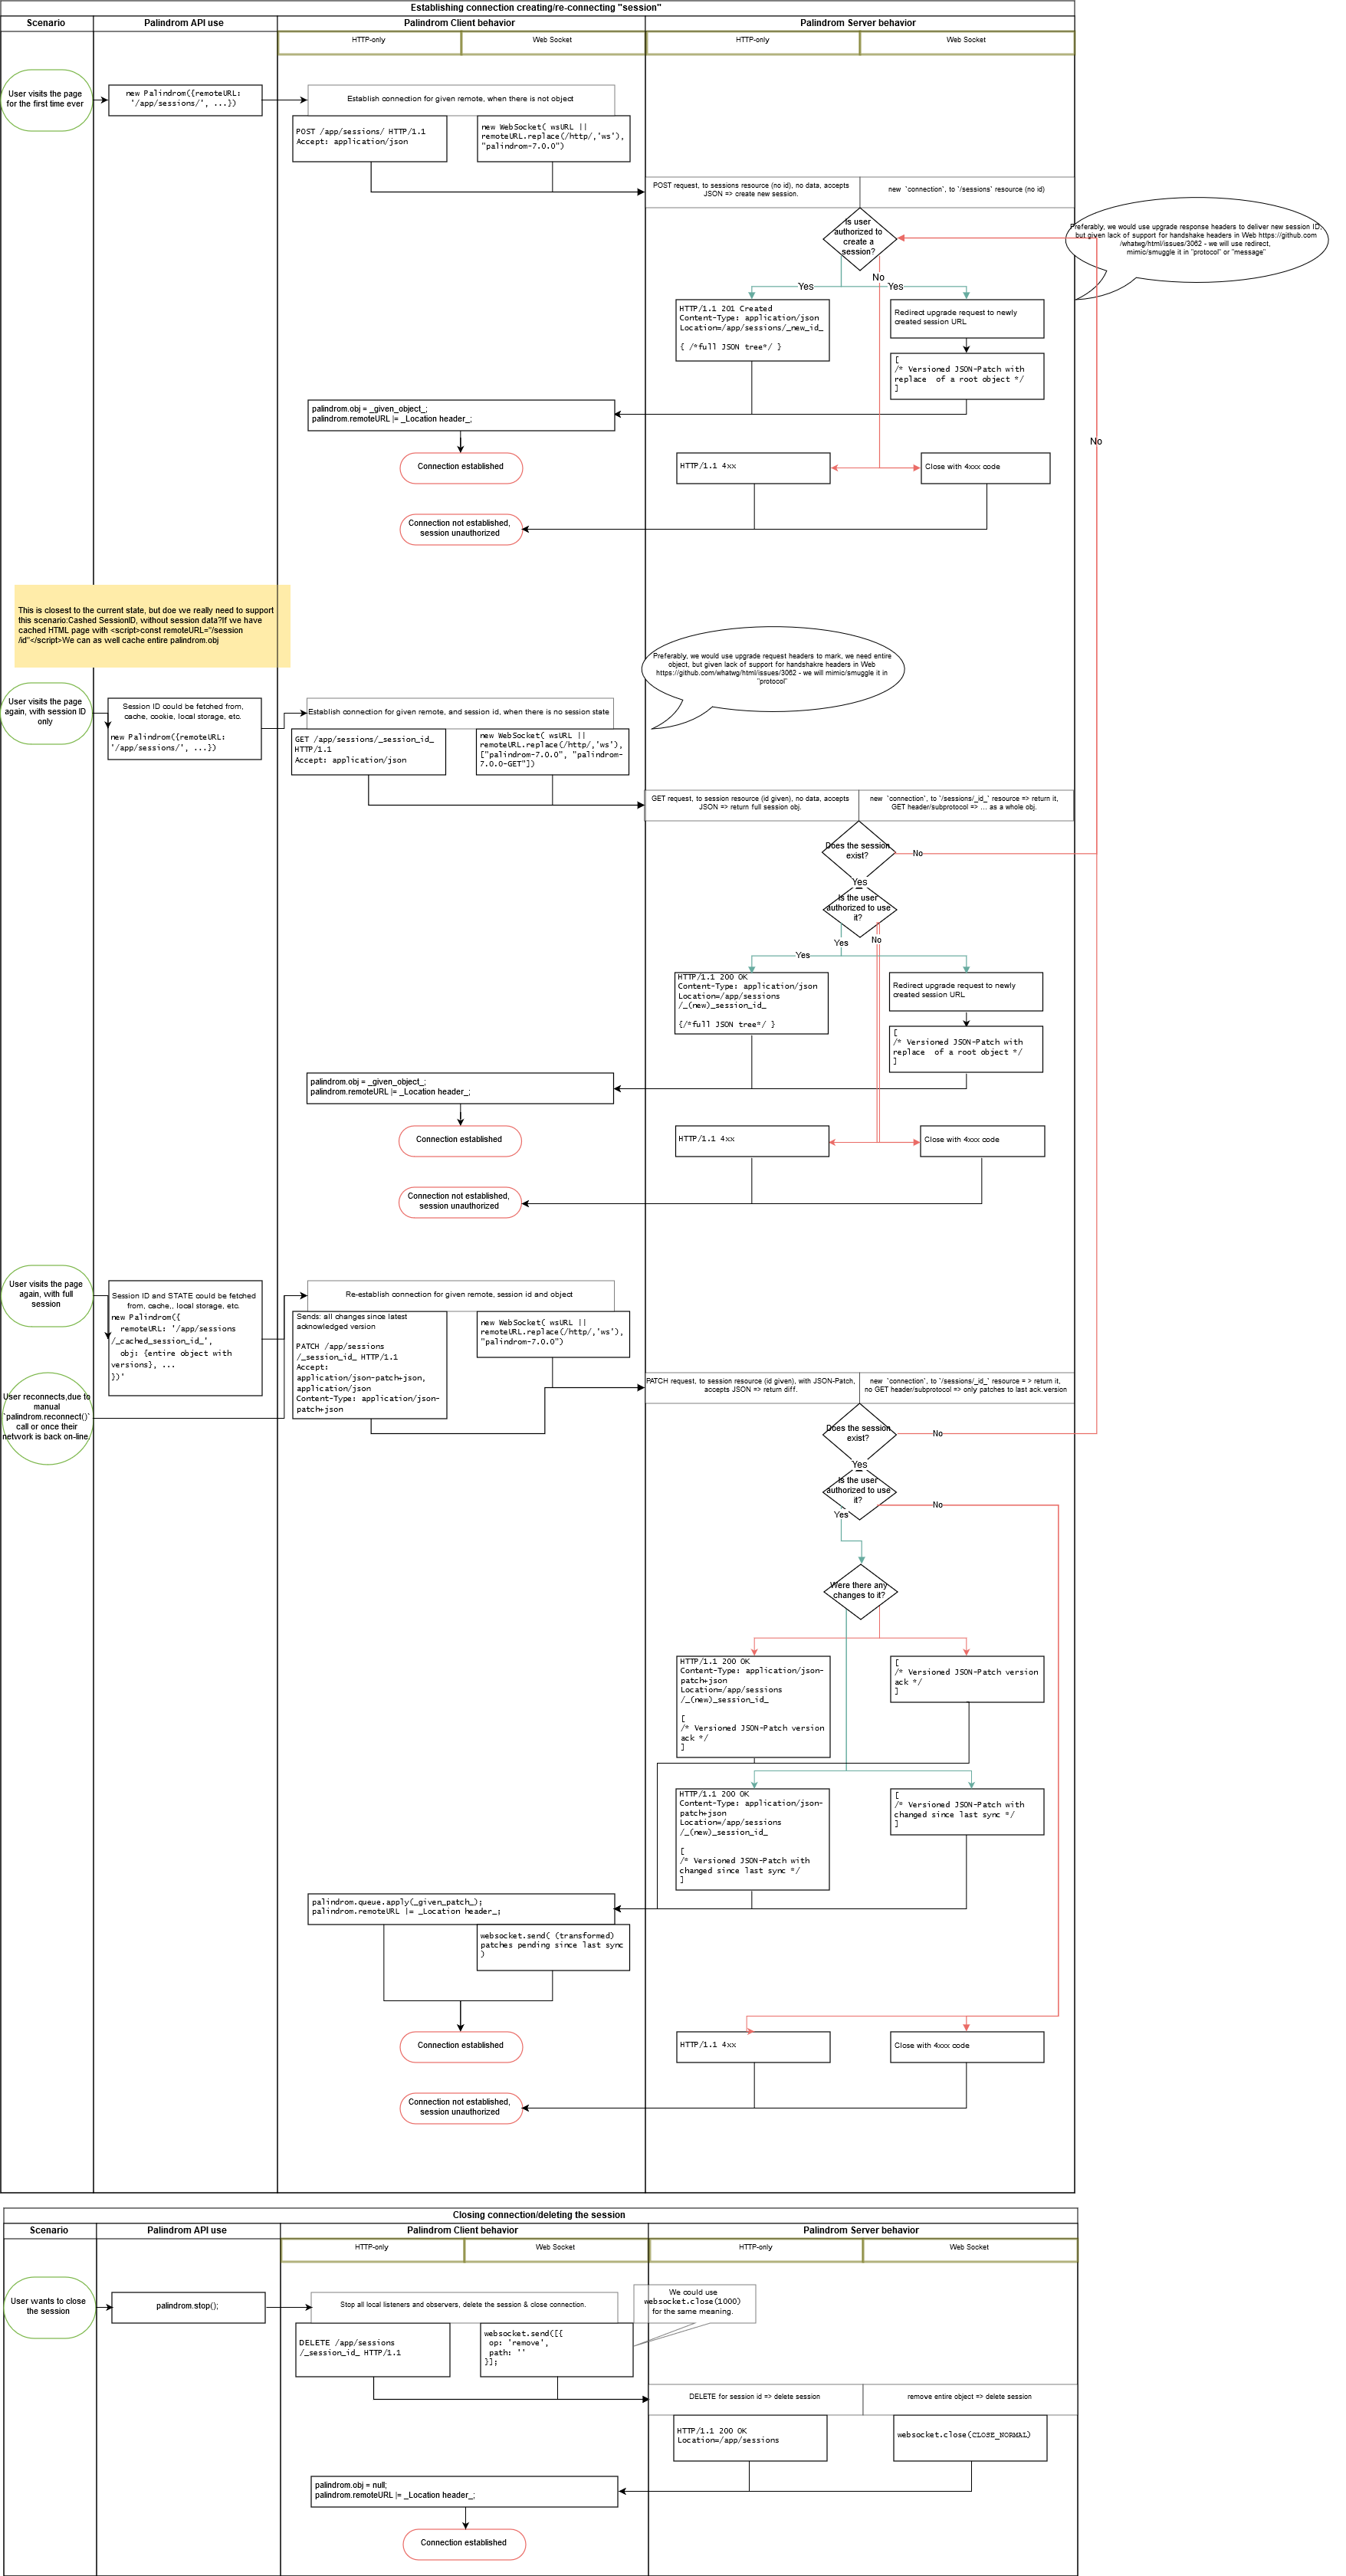 Establishing connection creating/re-connecting "session"
Scenario
Palindrom API use
Palindrom Client behavior
Palindrom Server behavior
HTTP-only
Web Socket
HTTP-only
Web Socket
User visits the page
for the first time ever
new Palindrom({remoteURL:
'/app/sessions/', ...})
Establish connection for given remote, when there is not object
POST /app/sessions/ HTTP/1.1
Accept: application/json
new WebSocket( wsURL ||
remoteURL.replace(/http/,'ws'),
"palindrom-7.0.0")
POST request, to sessions resource (no id), no data, accepts
JSON => create new session.
new `connection`, to `/sessions` resource (no id)
Preferably, we would use upgrade response headers to deliver new session ID,
but given lack of support for handshake headers in Web https://github.com
/whatwg/html/issues/3062 - we will use redirect,
mimic/smuggle it in "protocol" or "message"
Is user
authorized to
create a
session?
No
Yes
Yes
HTTP/1.1 201 Created
Content-Type: application/json
Location=/app/sessions/_new_id_
{ /*full JSON tree*/ }
Redirect upgrade request to newly
created session URL
[
/* Versioned JSON-Patch with
replace  of a root object */
]
palindrom.obj = _given_object_;
palindrom.remoteURL |= _Location header_;
No
Connection established
HTTP/1.1 4xx
Close with 4xxx code
Connection not established,
session unauthorized
This is closest to the current state, but doe we really need to support
this scenario:Cashed SessionID, without session data?If we have
cached HTML page with <script>const remoteURL="/session
/id"</script>We can as well cache entire palindrom.obj
Preferably, we would use upgrade request headers to mark, we need entire
object, but given lack of support for handshakre headers in Web
https://github.com/whatwg/html/issues/3062 - we will mimic/smuggle it in
"protocol"
User visits the page
again, with session ID
only
Session ID could be fetched from,
cache, cookie, local storage, etc.
new Palindrom({remoteURL:
'/app/sessions/', ...})
Establish connection for given remote, and session id, when there is no session state
GET /app/sessions/_session_id_
HTTP/1.1
Accept: application/json
new WebSocket( wsURL ||
remoteURL.replace(/http/,'ws'),
["palindrom-7.0.0", "palindrom-
7.0.0-GET"])
GET request, to session resource (id given), no data, accepts
JSON => return full session obj.
new `connection`, to `/sessions/_id_` resource => return it,
GET header/subprotocol => ... as a whole obj.
Does the session
exist?
No
Yes
Is the user
authorized to use
it?
Yes
No
Yes
HTTP/1.1 200 OK
Content-Type: application/json
Location=/app/sessions
/_(new)_session_id_
{/*full JSON tree*/ }
Redirect upgrade request to newly
created session URL
[
/* Versioned JSON-Patch with
replace  of a root object */
]
palindrom.obj = _given_object_;
palindrom.remoteURL |= _Location header_;
Connection established
HTTP/1.1 4xx
Close with 4xxx code
Connection not established,
session unauthorized
User visits the page
again, with full
session
Session ID and STATE could be fetched
from, cache,, local storage, etc.
new Palindrom({
remoteURL: '/app/sessions
/_cached_session_id_',
obj: {entire object with
versions}, ...
})'
Re-establish connection for given remote, session id and object
Sends: all changes since latest
acknowledged version
PATCH /app/sessions
/_session_id_ HTTP/1.1
Accept:
application/json-patch+json,
application/json
Content-Type: application/json-
patch+json
new WebSocket( wsURL ||
remoteURL.replace(/http/,'ws'),
"palindrom-7.0.0")
User reconnects,due to
manual
`palindrom.reconnect()`
call or once their
network is back on-line.
PATCH request, to session resource (id given), with JSON-Patch,
accepts JSON => return diff.
new `connection`, to `/sessions/_id_` resource = > return it,
no GET header/subprotocol => only patches to last ack.version
Does the session
exist?
No
Yes
Is the user
authorized to use
it?
No
Yes
Were there any
changes to it?
HTTP/1.1 200 OK
Content-Type: application/json-
patch+json
Location=/app/sessions
/_(new)_session_id_
[
/* Versioned JSON-Patch version
ack */
]
[
/* Versioned JSON-Patch version
ack */
]
HTTP/1.1 200 OK
Content-Type: application/json-
patch+json
Location=/app/sessions
/_(new)_session_id_
[
/* Versioned JSON-Patch with
changed since last sync */
]
[
/* Versioned JSON-Patch with
changed since last sync */
]
palindrom.queue.apply(_given_patch_);
palindrom.remoteURL |= _Location header_;
websocket.send( (transformed)
patches pending since last sync
)
Connection established
HTTP/1.1 4xx
Close with 4xxx code
Connection not established,
session unauthorized
Closing connection/deleting the session
Scenario
Palindrom API use
Palindrom Client behavior
Palindrom Server behavior
HTTP-only
Web Socket
HTTP-only
Web Socket
User wants to close
the session
palindrom.stop();
Stop all local listeners and observers, delete the session & close connection.
We could use
websocket.close(1000)
for the same meaning.
DELETE /app/sessions
/_session_id_ HTTP/1.1
websocket.send([{
op: 'remove',
path: ''
}];
DELETE for session id => delete session
remove entire object => delete session
HTTP/1.1 200 OK
Location=/app/sessions
websocket.close(CLOSE_NORMAL)
palindrom.obj = null;
palindrom.remoteURL |= _Location header_;
Connection established